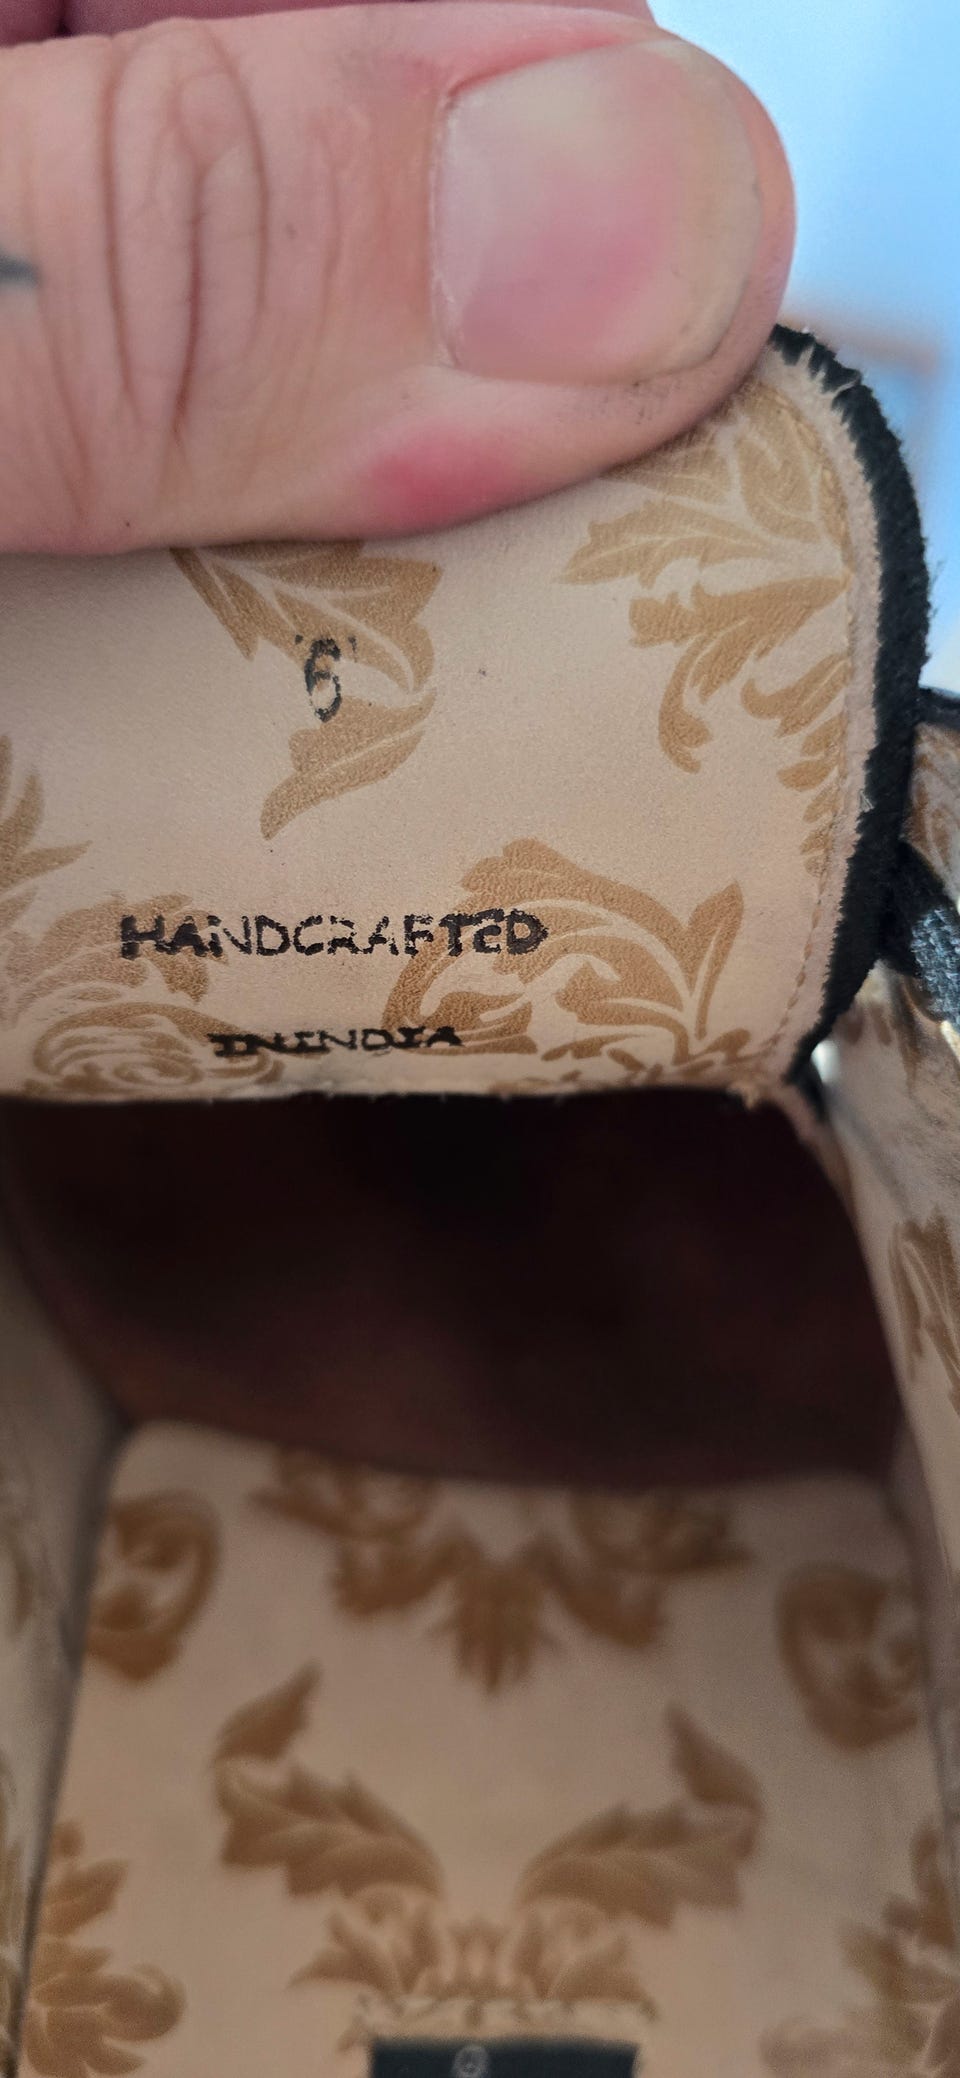 '6'
HANDCRAFTED
IN INDIA